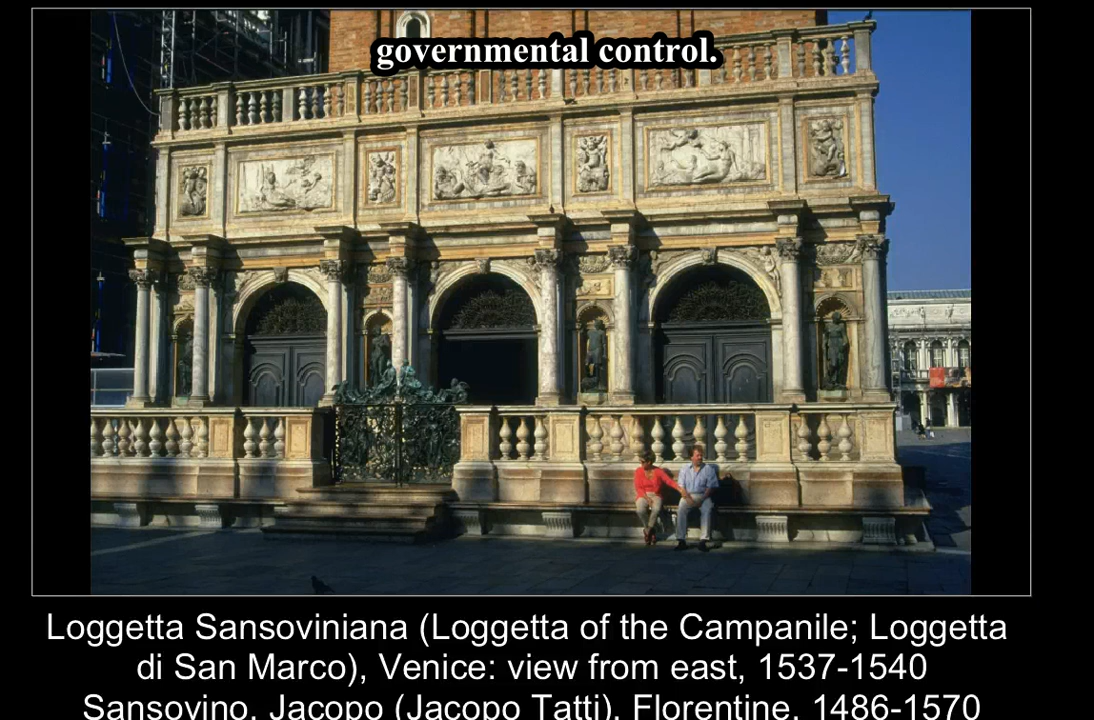 governmental control.
Loggetta Sansoviniana (Loggetta of the Campanile; Loggetta
di San Marco), Venice: view from east, 1537-1540
Sansovino, Jacopo (Jacopo Tatti), Florentine, 1486-1570